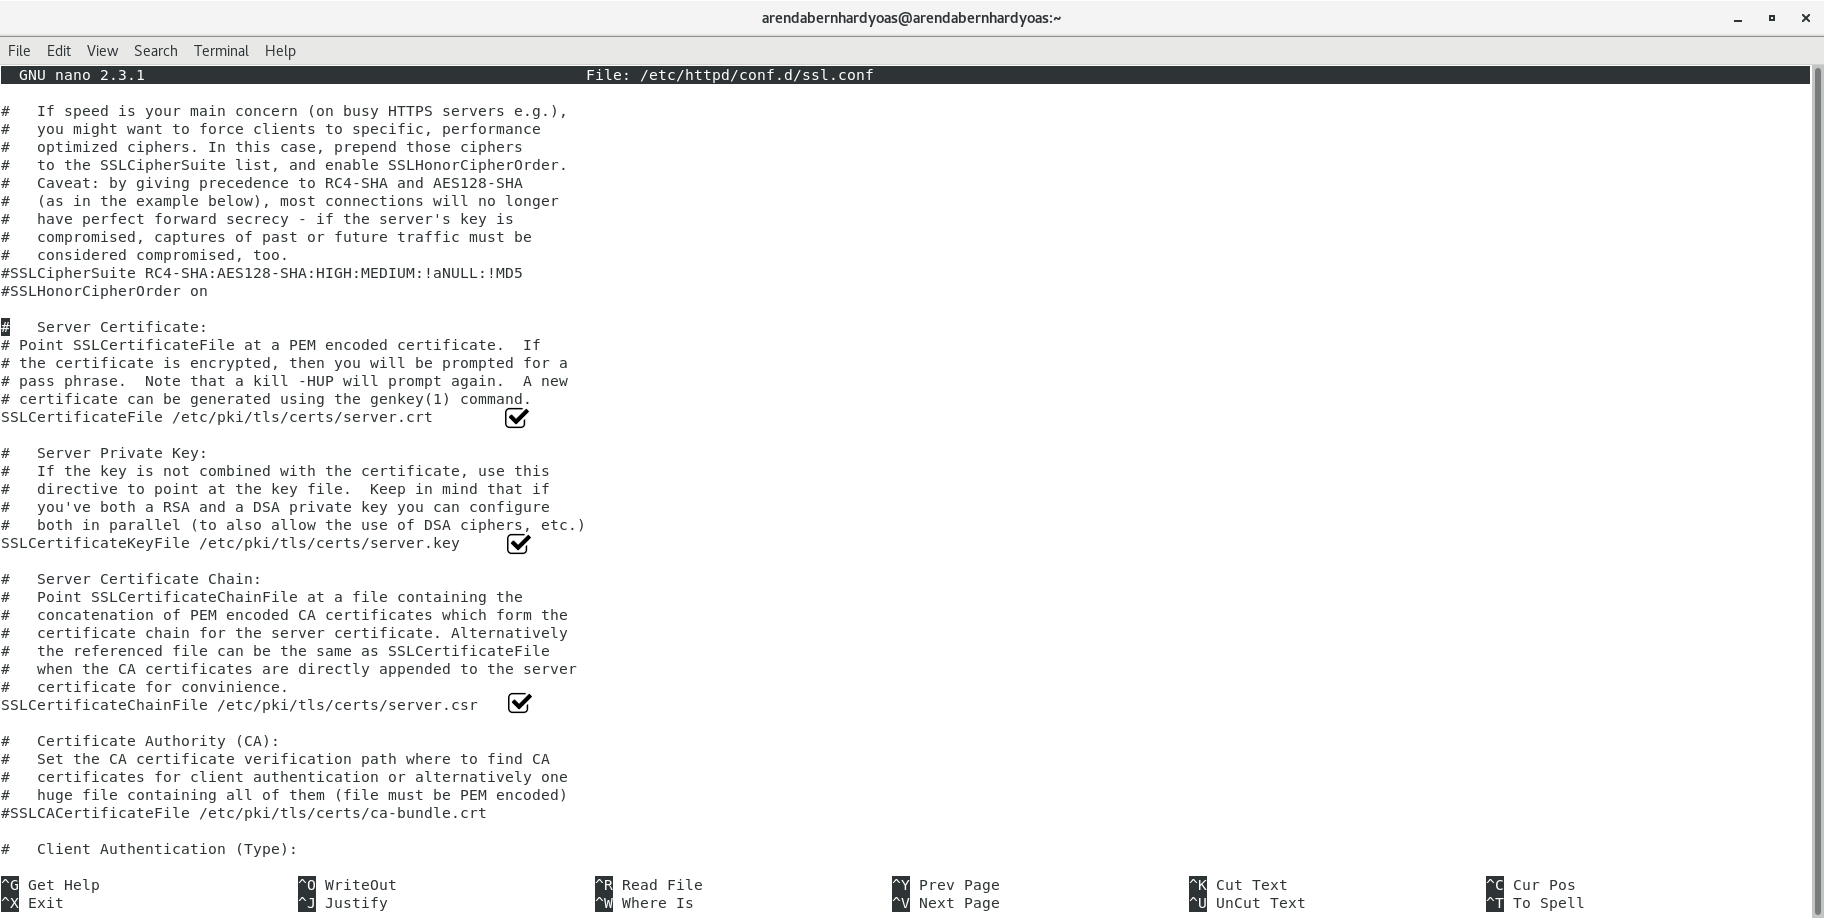 arendabernhardyoas@arendabernhardyoas:~
File Edit View Search Terminal Help
GNU nano 2.3.1 File: /etc/httpd/conf.d/ssl.conf
#   If speed is your main concern (on busy HTTPS servers e.g.),
#   you might want to force clients to specific, performance
#   optimized ciphers. In this case, prepend those ciphers
#   to the SSLCipherSuite list, and enable SSLHonorCipherOrder.
#   Caveat: by giving precedence to RC4-SHA and AES128-SHA
#   (as in the example below), most connections will no longer
#   have perfect forward secrecy - if the server's key is
#   compromised, captures of past or future traffic must be
#   considered compromised, too.
#SSLCipherSuite RC4-SHA:AES128-SHA:HIGH:MEDIUM:!aNULL:!MD5
#SSLHonorCipherOrder on
#   Server Certificate:
# Point SSLCertificateFile at a PEM encoded certificate.  If
# the certificate is encrypted, then you will be prompted for a
# pass phrase.  Note that a kill -HUP will prompt again.  A new
# certificate can be generated using the genkey(1) command.
SSLCertificateFile /etc/pki/tls/certs/server.crt
#   Server Private Key:
#   If the key is not combined with the certificate, use this
#   directive to point at the key file.  Keep in mind that if
#   you've both a RSA and a DSA private key you can configure
#   both in parallel (to also allow the use of DSA ciphers, etc.)
SSLCertificateKeyFile /etc/pki/tls/certs/server.key
#   Server Certificate Chain:
#   Point SSLCertificateChainFile at a file containing the
#   concatenation of PEM encoded CA certificates which form the
#   certificate chain for the server certificate. Alternatively
#   the referenced file can be the same as SSLCertificateFile
#   when the CA certificates are directly appended to the server
#   certificate for convinience.
SSLCertificateChainFile /etc/pki/tls/certs/server.csr
#   Certificate Authority (CA):
#   Set the CA certificate verification path where to find CA
#   certificates for client authentication or alternatively one
#   huge file containing all of them (file must be PEM encoded)
#SSLCACertificateFile /etc/pki/tls/certs/ca-bundle.crt
#   Client Authentication (Type):
^G Get Help ^O WriteOut ^R Read File ^Y Prev Page ^K Cut Text ^C Cur Pos
^X Exit ^J Justify ^W Where Is ^V Next Page ^U UnCut Text ^T To Spell